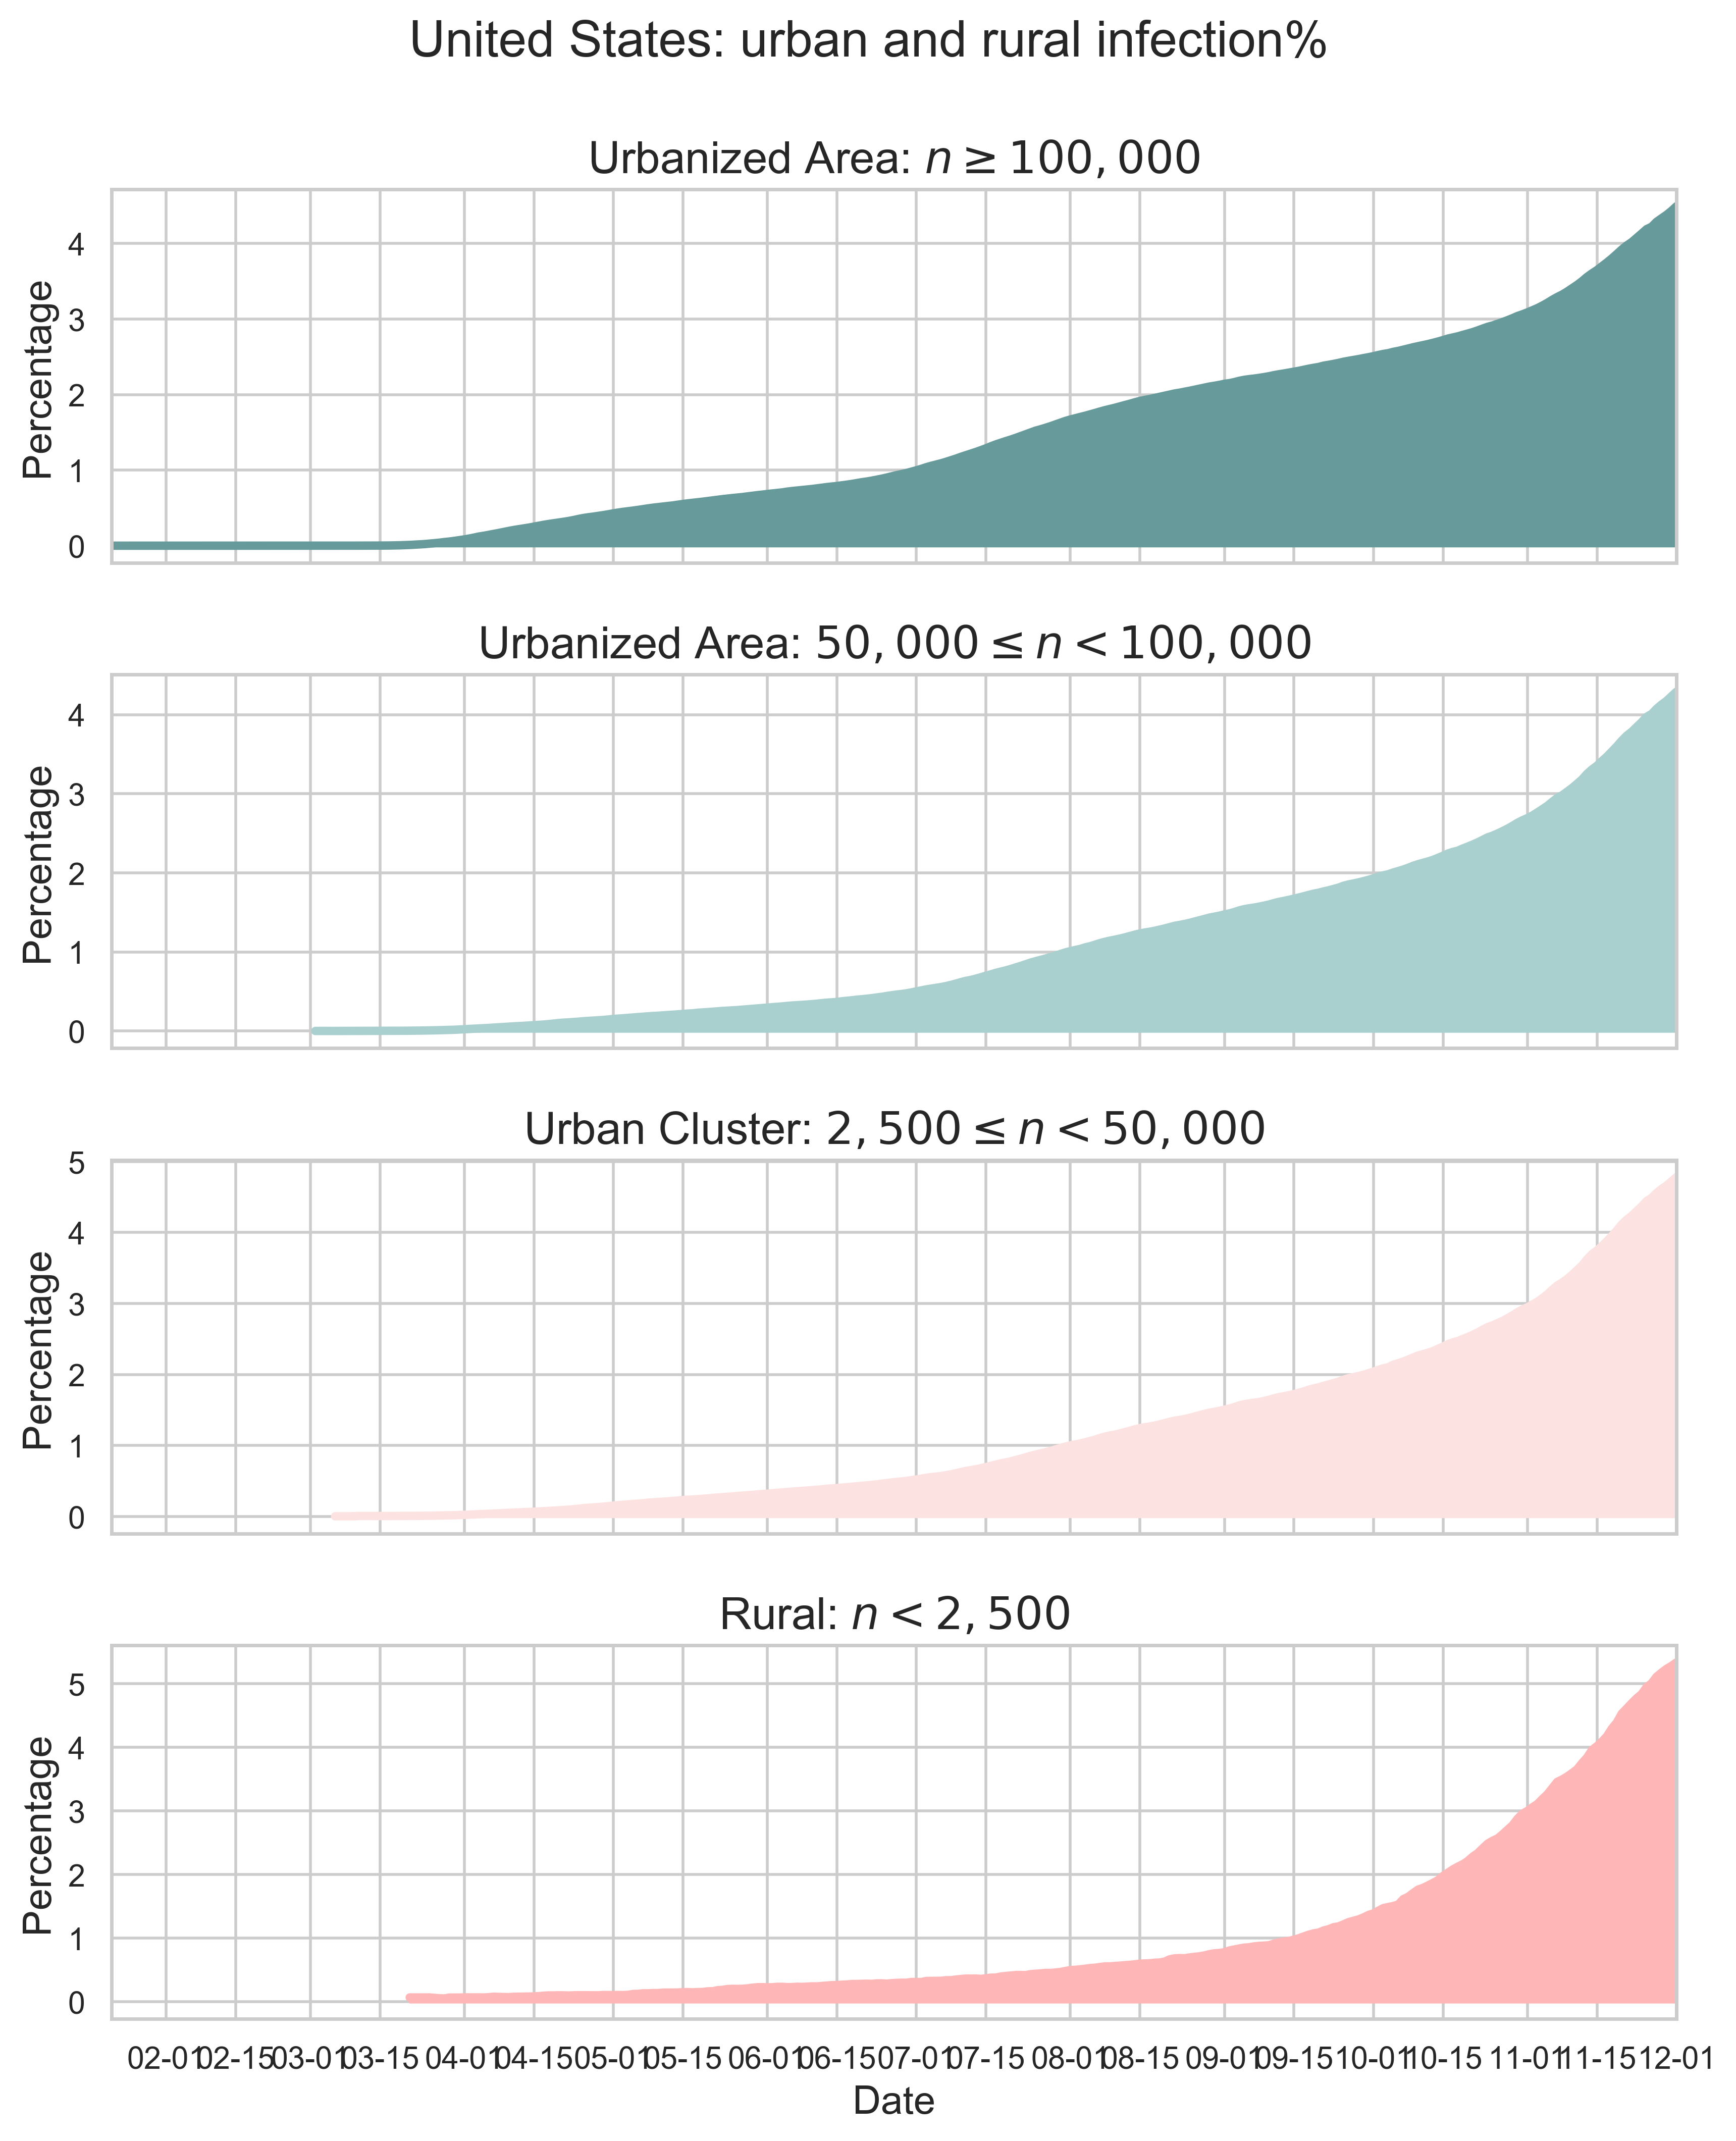 United States: urban and rural infection%
Urbanized Area: n ≥ 100,000
Percentage
4
3
2
1
0
Urbanized Area: 50,000 ≤ n < 100,000
Percentage
4
3
2
1
0
Urban Cluster: 2,500 ≤ n < 50,000
Percentage
5
4
3
2
1
0
Rural: n < 2,500
Percentage
5
4
3
2
1
0
02-01 02-15 03-01 03-15 04-01 04-15 05-01 05-15 06-01 06-15 07-01 07-15 08-01 08-15 09-01 09-15 10-01 10-15 11-01 11-15 12-01
Date